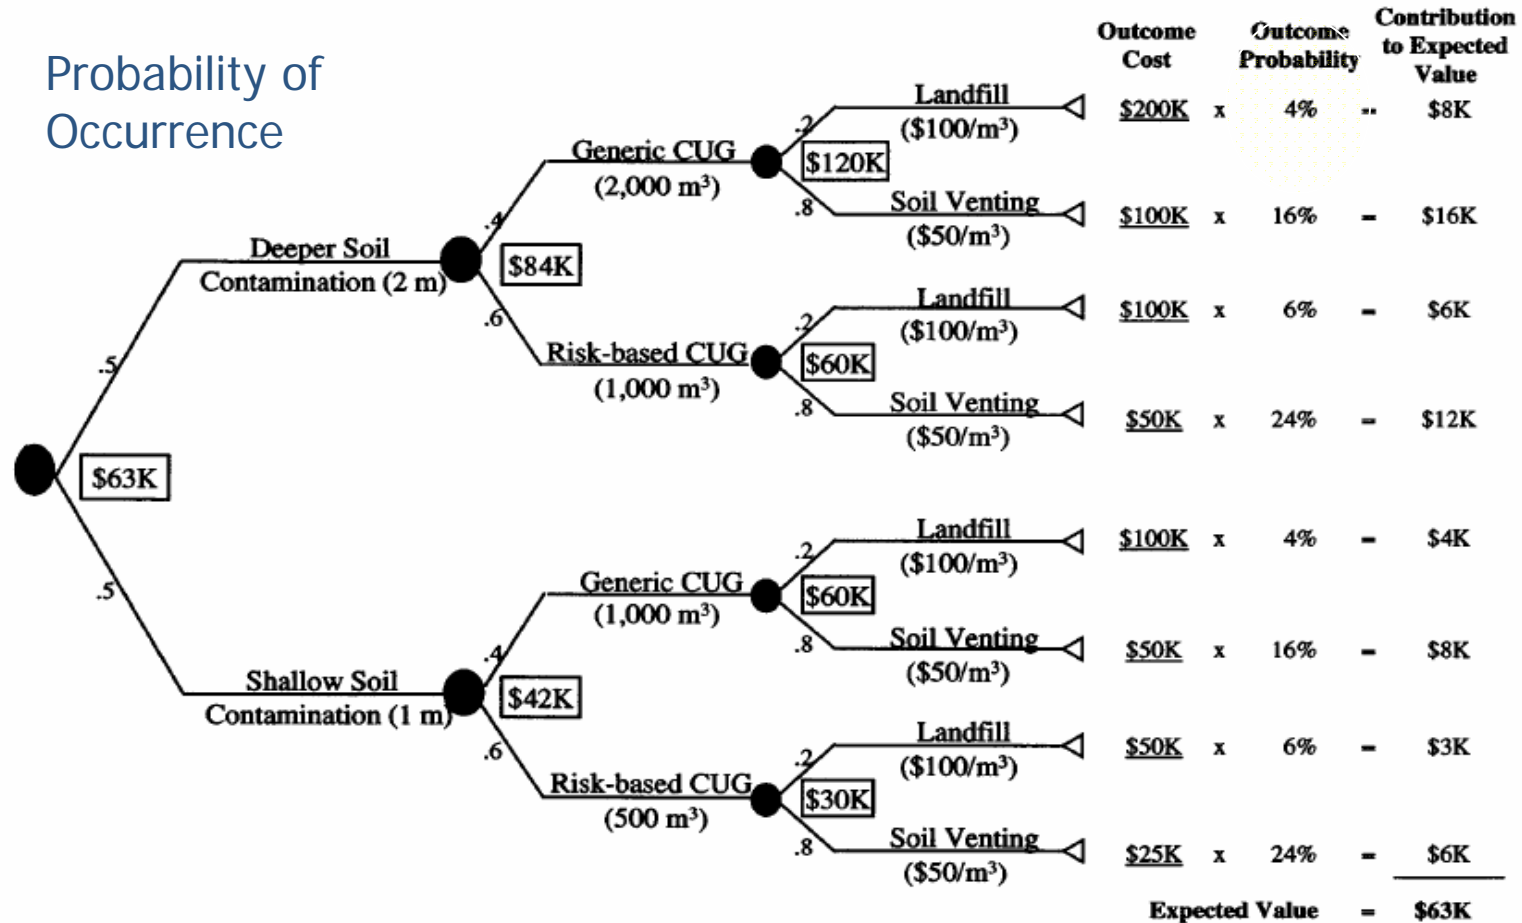 Probability of
Occurrence
Outcome
Cost
Outcome
Probability
Contribution
to Expected
Value
Landfill
($100/m³)
.2
$200K x 4% -- $8K
Generic CUG
(2,000 m³)
$120K
.8
Soil Venting
($50/m³)
$100K x 16% = $16K
.4
Deeper Soil
Contamination (2 m)
$84K
.6
Landfill
($100/m³)
.2
$100K x 6% = $6K
Risk-based CUG
(1,000 m³)
$60K
.8
Soil Venting
($50/m³)
$50K x 24% = $12K
.5
$63K
.5
Landfill
($100/m³)
.2
$100K x 4% = $4K
Generic CUG
(1,000 m³)
$60K
.8
Soil Venting
($50/m³)
$50K x 16% = $8K
.4
Shallow Soil
Contamination (1 m)
$42K
.6
Landfill
($100/m³)
.2
$50K x 6% = $3K
Risk-based CUG
(500 m³)
$30K
.8
Soil Venting
($50/m³)
$25K x 24% = $6K
Expected Value = $63K